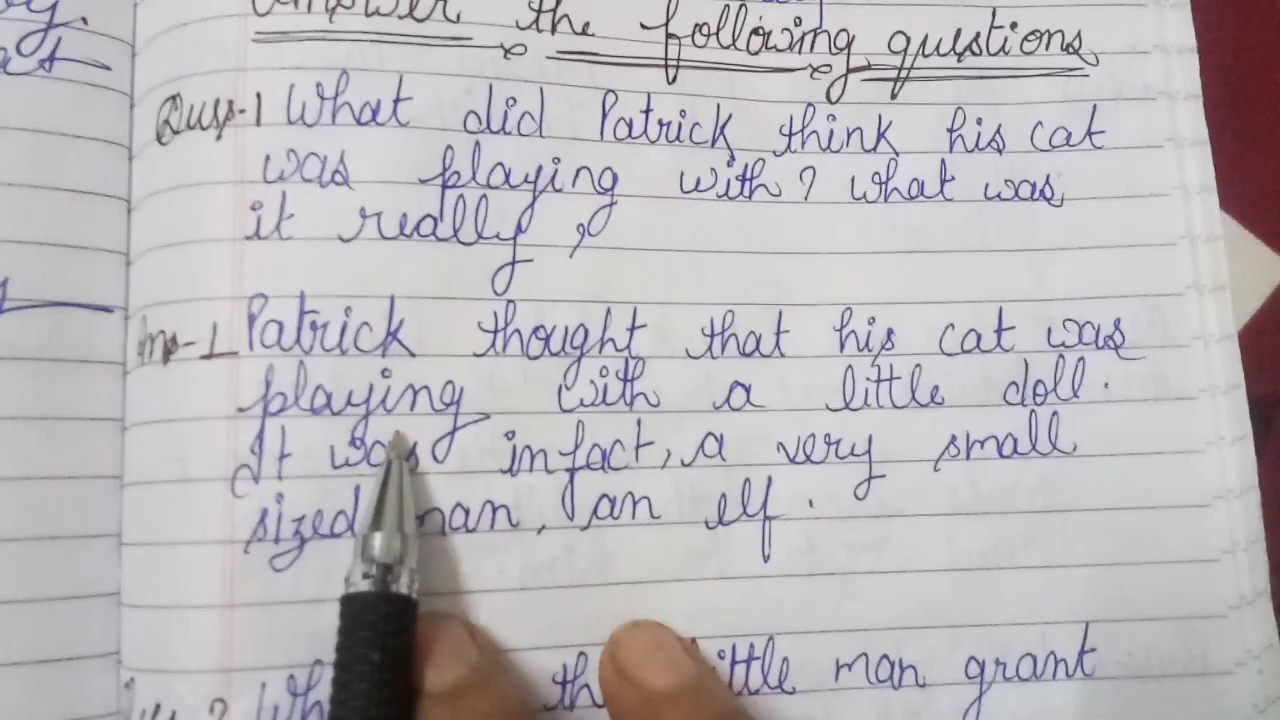 Answer the following questions
Ques-1 What did Patrick think his cat
was playing with? What was
it really ?
Ans-1 Patrick thought that his cat was
playing with a little doll.
It was infact, a very small
sized man, an elf.
little man grant